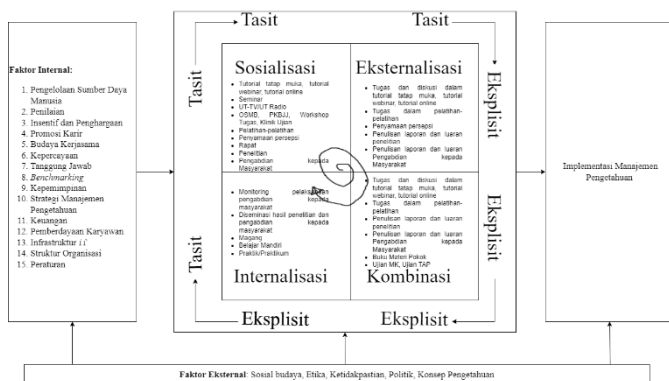 Tasit
Tasit
Faktor Internal:
1. Pengelolaan Sumber Daya
Manusia
2. Penilaian
3. Insentif dan Penghargaan
4. Promosi Karir
5. Budaya Kerjasama
6. Kepercayaan
7. Tanggung Jawab
8. Benchmarking
9. Kepemimpinan
10. Strategi Manajemen
Pengetahuan
11. Keuangan
12. Pemberdayaan Karyawan
13. Infrastruktur
14. Struktur Organisasi
15. Peraturan
Tasit
Sosialisasi
• Tutorial tatap muka, tutorial
webinar, tutorial online
• Seminar
• UT-TV/UT Radio
• OSMB, PKBJJ, Workshop
Tugas, Klinik Ujian
• Pelatihan-pelatihan
• Penyamaan persepsi
• Rapat
• Penelitian
• Pengabdian kepada
Masyarakat
Eksternalisasi
• Tugas dan diskusi dalam
tutorial tatap muka, tutorial
webinar, tutorial online
• Tugas dalam pelatihan-
pelatihan
• Penyamaan persepsi
• Penulisan laporan dan luaran
penelitian
• Penulisan laporan dan luaran
Pengabdian kepada
Masyarakat
Eksplisit
Tasit
• Monitoring pelaksanaan
pengabdian kepada
masyarakat
• Diseminasi hasil penelitian dan
pengabdian kepada
masyarakat
• Magang
• Belajar Mandiri
• Praktik/Praktikum
Internalisasi
• Tugas dan diskusi dalam
tutorial tatap muka, tutorial
webinar, tutorial online
• Tugas dalam pelatihan-
pelatihan
• Penulisan laporan dan luaran
penelitian
• Penulisan laporan dan luaran
Pengabdian kepada
Masyarakat
• Buku Materi Pokok
• Ujian MK, Ujian TAP
Kombinasi
Eksplisit
Eksplisit
Eksplisit
Implementasi Manajemen
Pengetahuan
Faktor Eksternal: Sosial budaya, Etika, Ketidakpastian, Politik, Konsep Pengetahuan